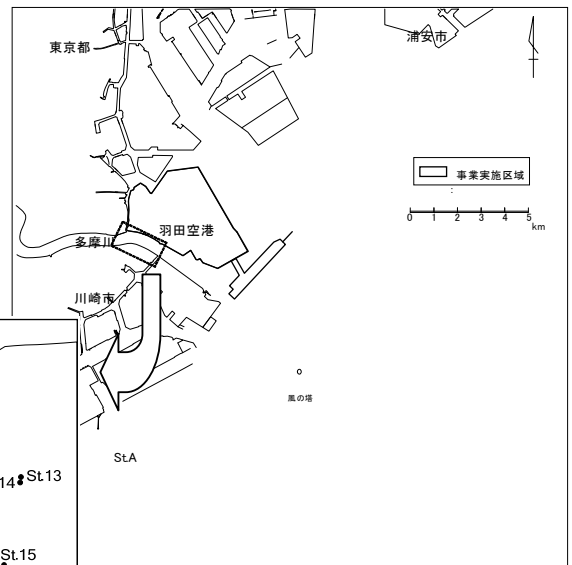 東京都
浦安市
事業実施区域
:
0 1 2 3 4 5
km
羽田空港
多摩川
川崎市
風の塔
St.A
St.13
14
St.15